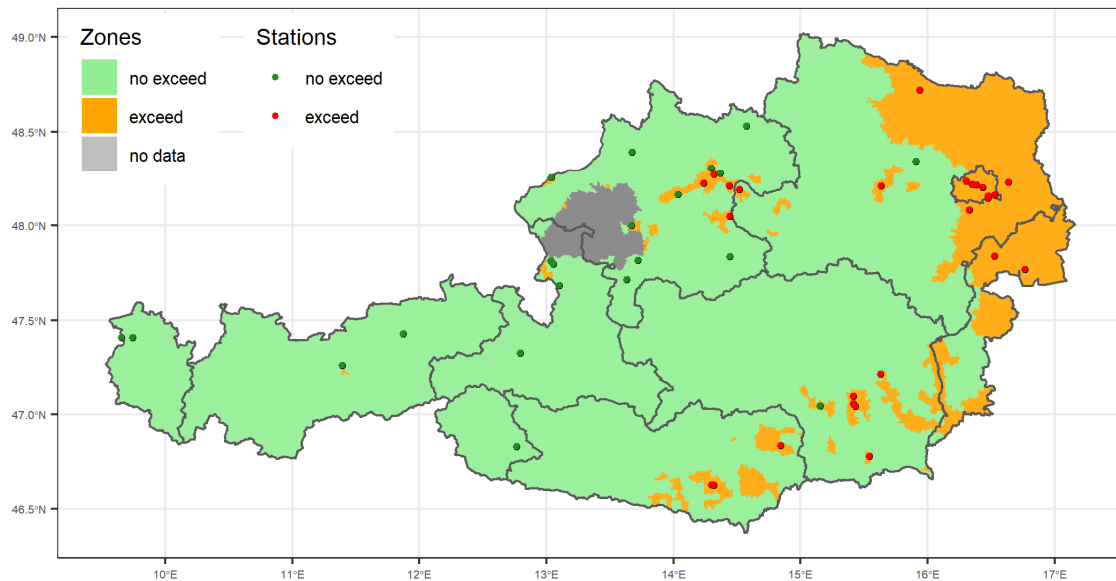 Zones
no exceed
exceed
no data
Stations
no exceed
exceed
49.0°N
48.5°N
48.0°N
47.5°N
47.0°N
46.5°N
10°E 11°E 12°E 13°E 14°E 15°E 16°E 17°E